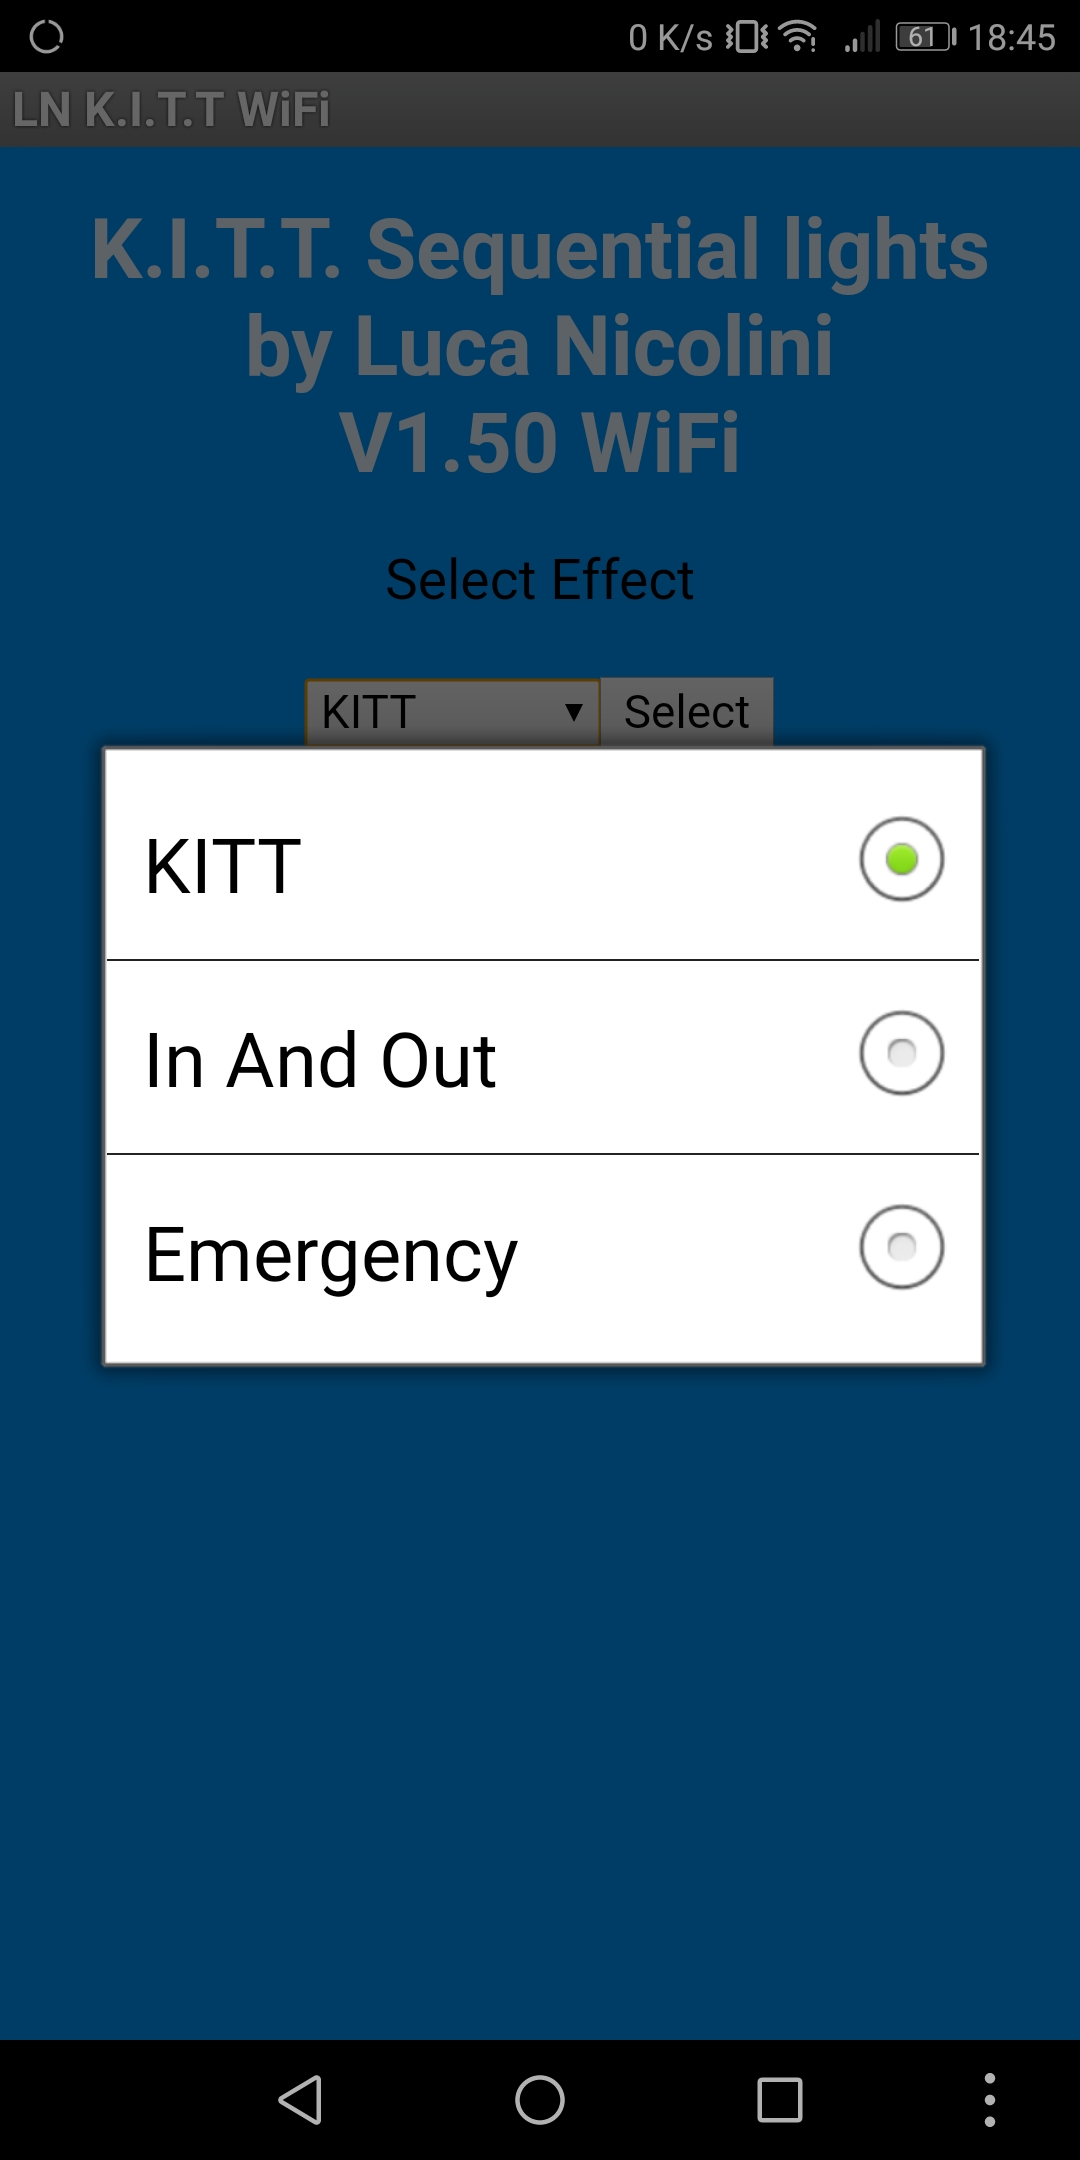 0 K/s 61 18:45
LN K.I.T.T WiFi
K.I.T.T. Sequential lights
by Luca Nicolini
V1.50 WiFi
Select Effect
KITT Select
KITT
In And Out
Emergency